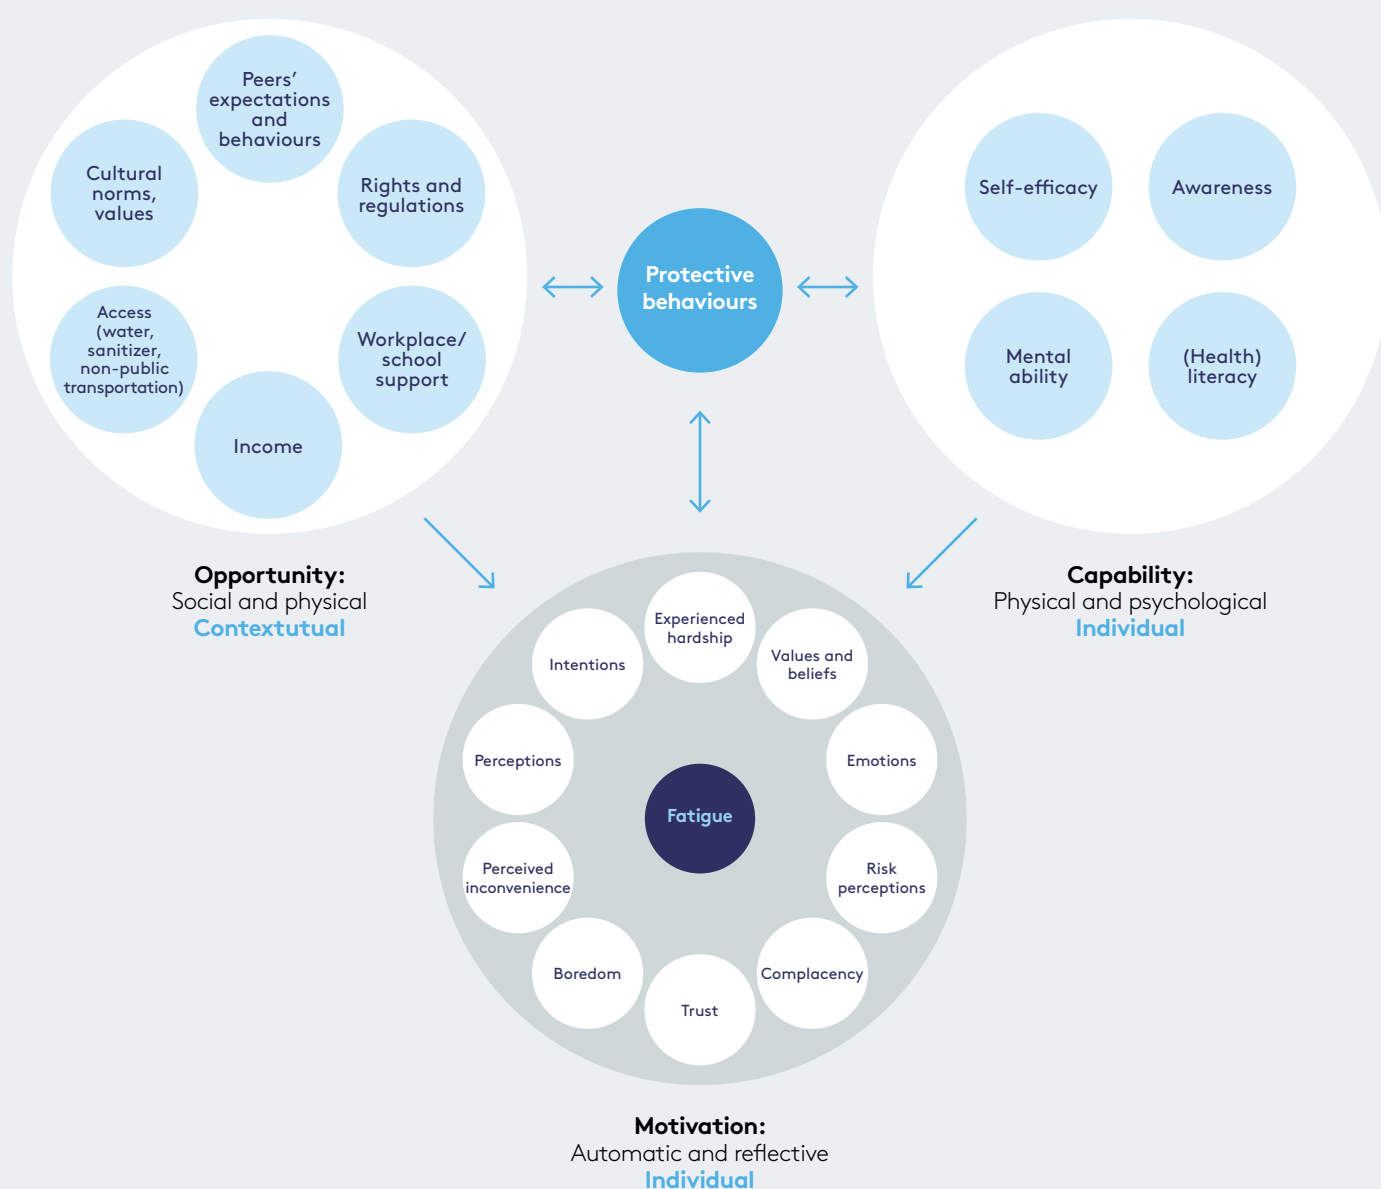 Peers’
expectations
and
behaviours
Cultural
norms,
values
Rights and
regulations
Access
(water,
sanitizer,
non-public
transportation)
Workplace/
school
support
Income
Protective
behaviours
Self-efficacy
Awareness
Mental
ability
(Health)
literacy
Opportunity:
Social and physical
Contextutual
Capability:
Physical and psychological
Individual
Experienced
hardship
Intentions
Values and
beliefs
Perceptions
Emotions
Fatigue
Perceived
inconvenience
Risk
perceptions
Boredom
Complacency
Trust
Motivation:
Automatic and reflective
Individual